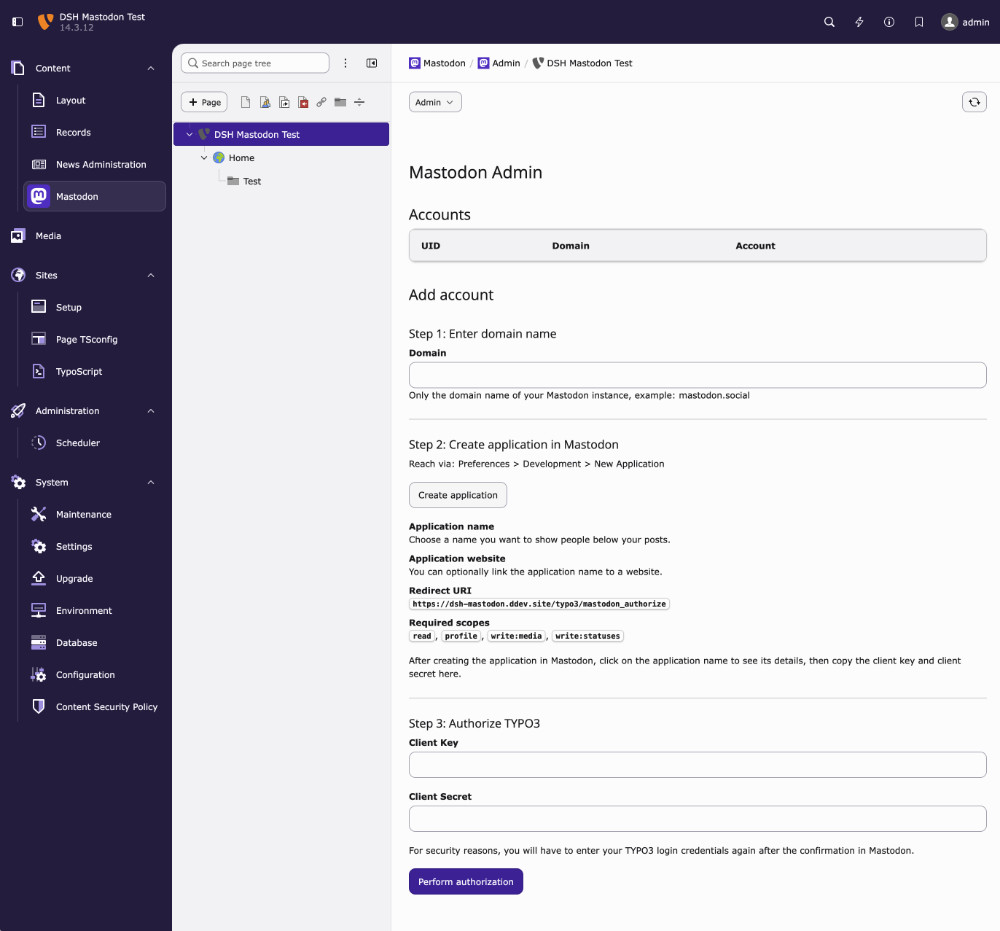 DSH Mastodon Test
14.3.12
admin
Content
Layout
Records
News Administration
Mastodon
Media
Sites
Setup
Page TSconfig
TypoScript
Administration
Scheduler
System
Maintenance
Settings
Upgrade
Environment
Database
Configuration
Content Security Policy
Search page tree
+ Page
DSH Mastodon Test
Home
Test
Mastodon / Admin / DSH Mastodon Test
Admin
Mastodon Admin
Accounts
UID Domain Account
Add account
Step 1: Enter domain name
Domain
Only the domain name of your Mastodon instance, example: mastodon.social
Step 2: Create application in Mastodon
Reach via: Preferences > Development > New Application
Create application
Application name
Choose a name you want to show people below your posts.
Application website
You can optionally link the application name to a website.
Redirect URI
https://dsh-mastodon.ddev.site/typo3/mastodon_authorize
Required scopes
read, profile, write:media, write:statuses
After creating the application in Mastodon, click on the application name to see its details, then copy the client key and client
secret here.
Step 3: Authorize TYPO3
Client Key
Client Secret
For security reasons, you will have to enter your TYPO3 login credentials again after the confirmation in Mastodon.
Perform authorization